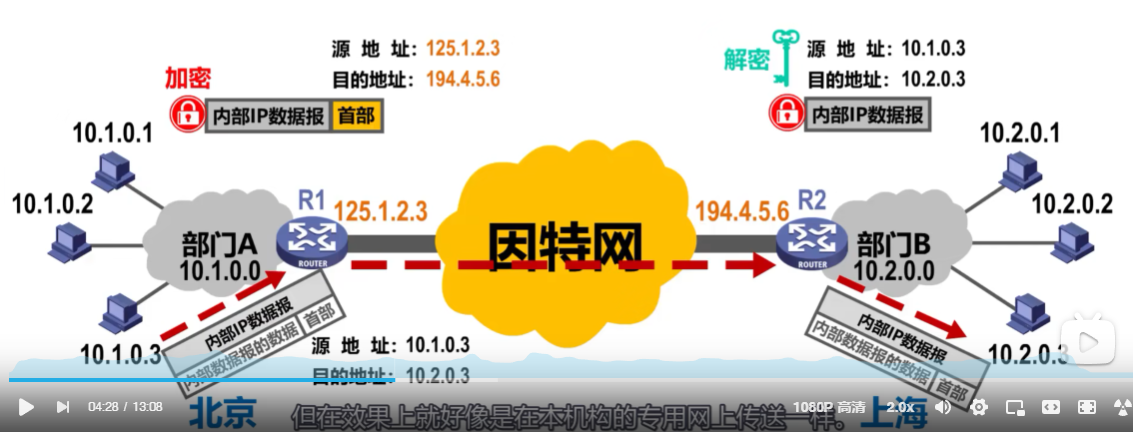 源 地 址：125.1.2.3
目的地址：194.4.5.6
加密
内部IP数据报 首部
解密
源 地 址：10.1.0.3
目的地址：10.2.0.3
内部IP数据报
10.1.0.1
10.1.0.2
10.1.0.3
部门A
10.1.0.0
R1
ROUTER
125.1.2.3
因特网
194.4.5.6
R2
ROUTER
部门B
10.2.0.0
10.2.0.1
10.2.0.2
10.2.0.3
内部IP数据报
内部数据报的数据 首部
源 地 址：10.1.0.3
目的地址：10.2.0.3
内部IP数据报
内部数据报的数据 首部
北京
上海
但在效果上就好像是在本机构的专用网上传送一样。
04:28 / 13:08
1080P 高清
2.0x